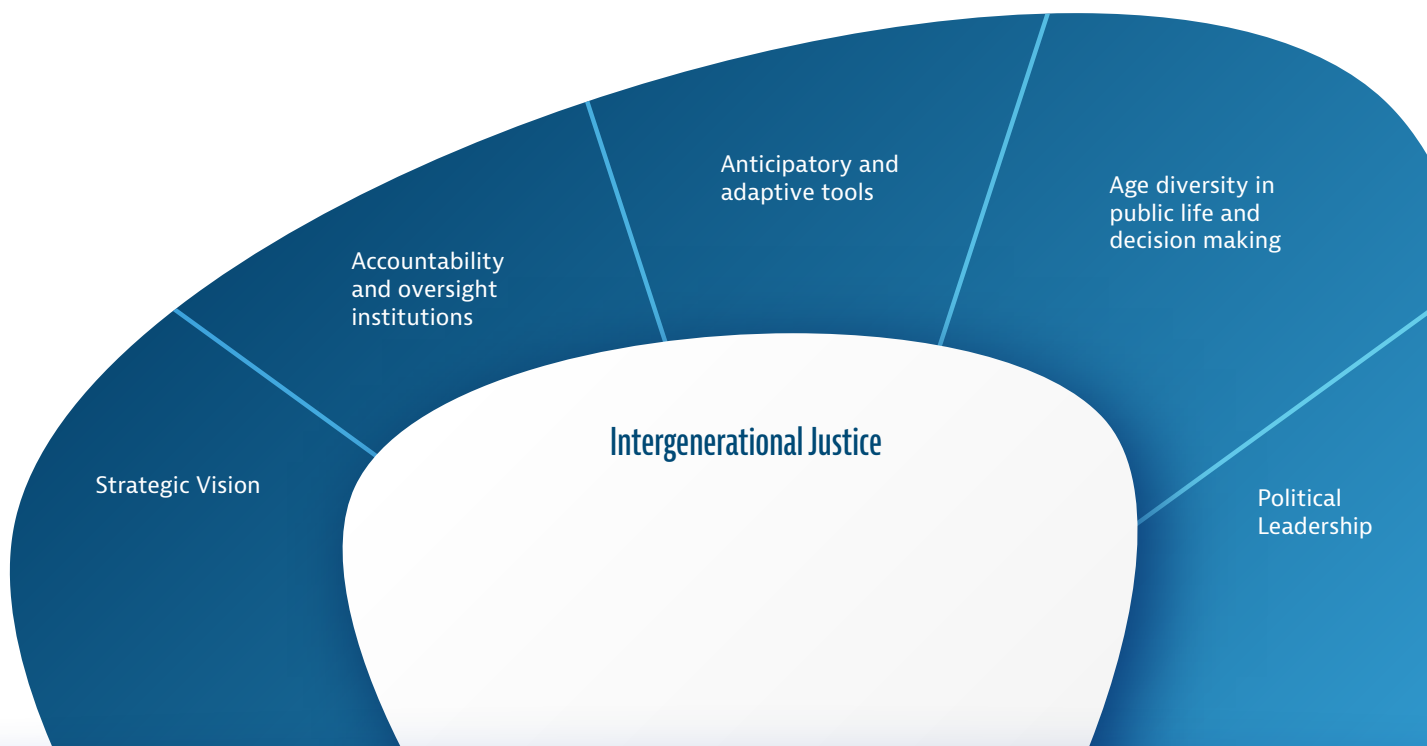 Anticipatory and
adaptive tools
Age diversity in
public life and
decision making
Accountability
and oversight
institutions
Intergenerational Justice
Strategic Vision
Political
Leadership